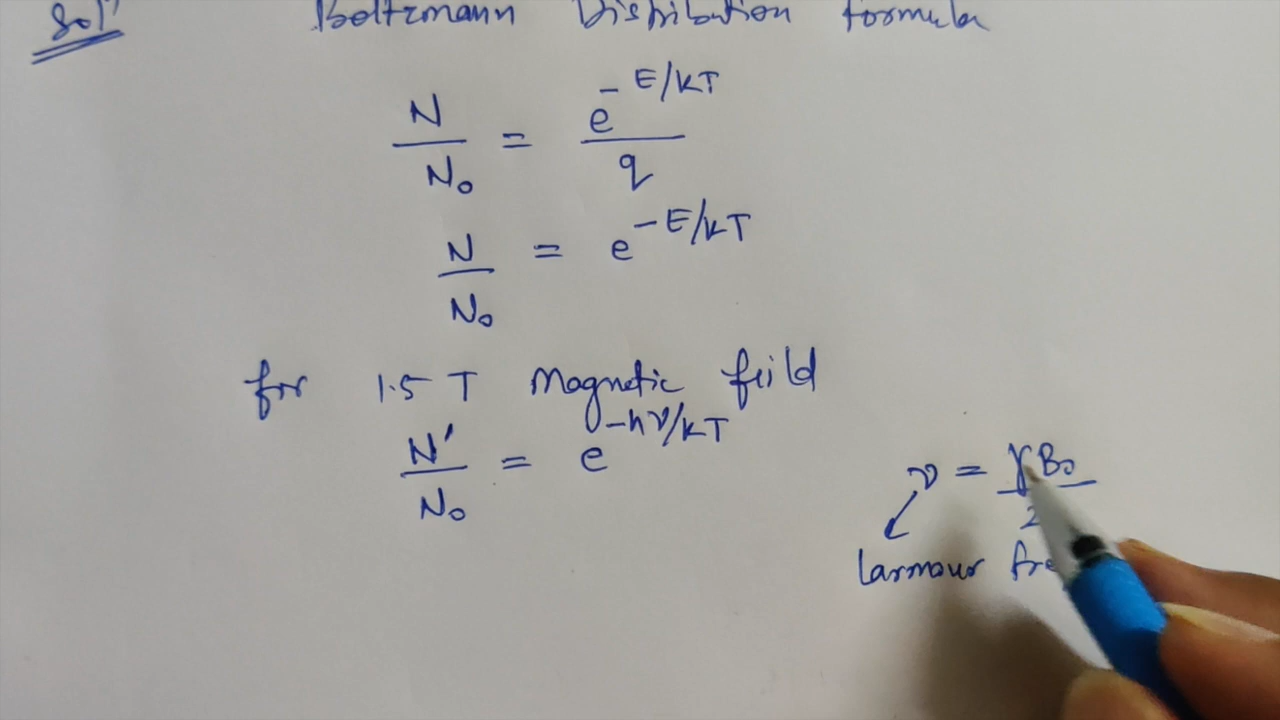 Sol Boltzmann Distribution formula
N/N₀ = e^-E/kT / q
N/N₀ = e^-E/kT
for 1.5 T Magnetic feild
N'/N₀ = e^-hν/kT
ν = γB₀ / 2
larmour fre